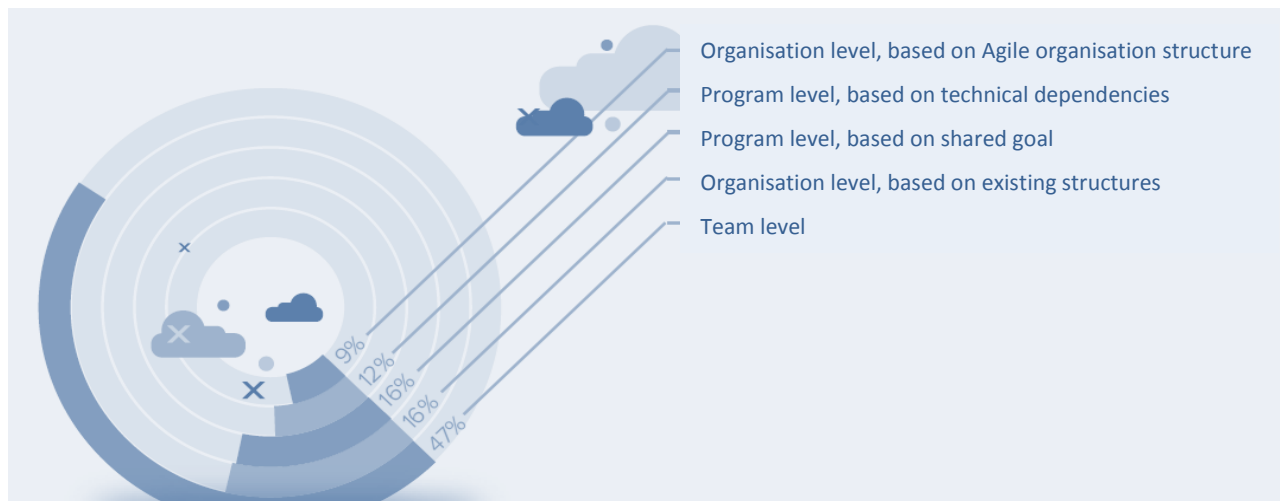 Organisation level, based on Agile organisation structure
Program level, based on technical dependencies
Program level, based on shared goal
Organisation level, based on existing structures
Team level
9%
12%
16%
16%
47%